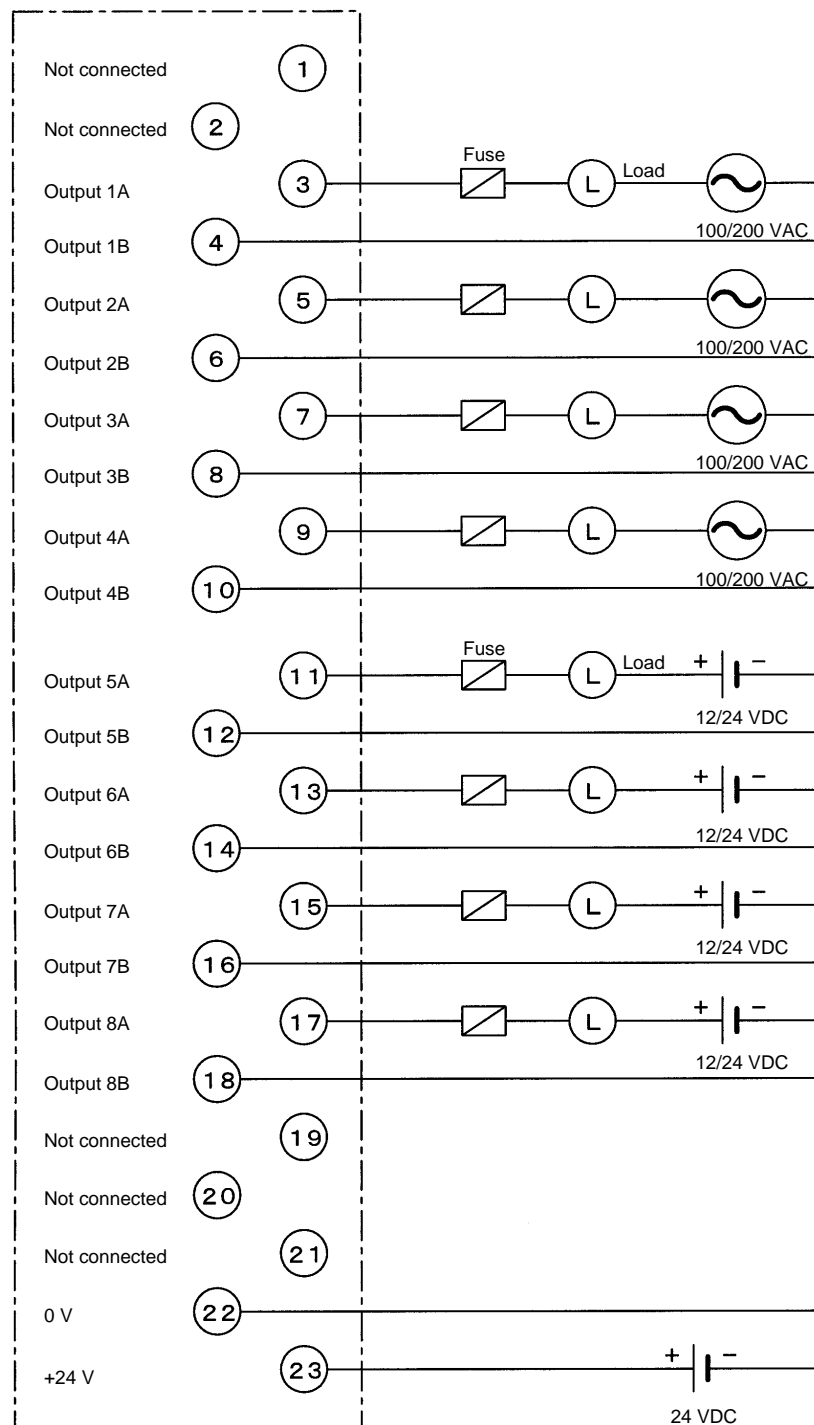 Not connected 1
Not connected 2
Fuse
Output 1A 3 L Load
100/200 VAC
Output 1B 4
Output 2A 5 L
100/200 VAC
Output 2B 6
Output 3A 7 L
100/200 VAC
Output 3B 8
Output 4A 9 L
100/200 VAC
Output 4B 10
Fuse
Output 5A 11 L Load + −
12/24 VDC
Output 5B 12
Output 6A 13 L + −
12/24 VDC
Output 6B 14
Output 7A 15 L + −
12/24 VDC
Output 7B 16
Output 8A 17 L + −
12/24 VDC
Output 8B 18
Not connected 19
Not connected 20
Not connected 21
0 V 22
+24 V 23 + −
24 VDC